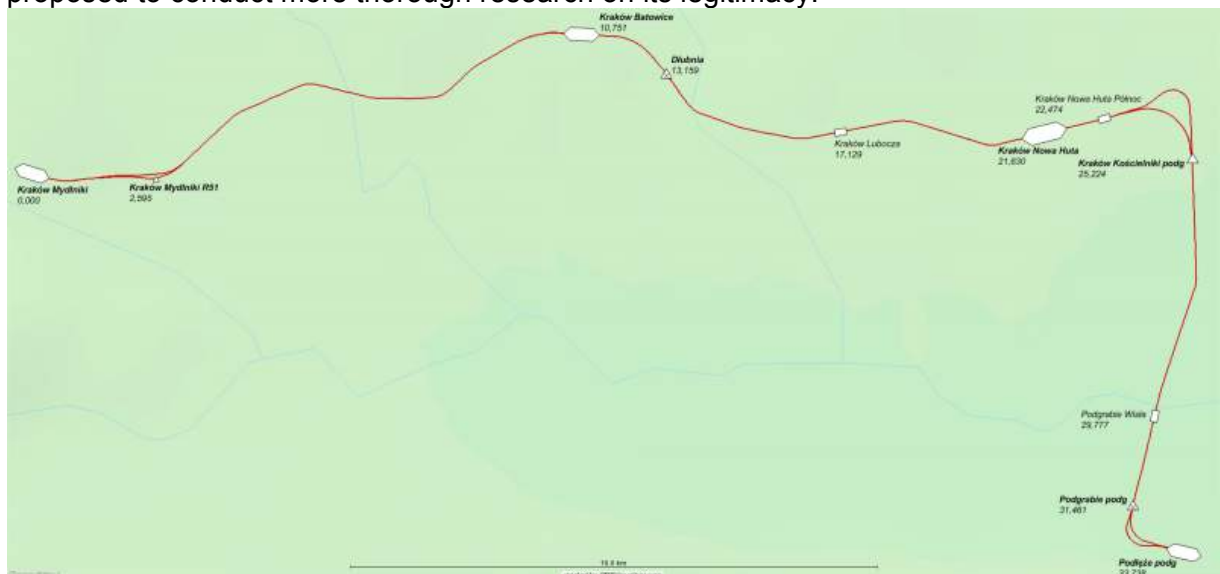 proposed to conduct more thorough research on its legitimacy.
Kraków Batowice
10,751
Dłubnia
13,159
Kraków Nowa Huta Północ
22,474
Kraków Lubocza
17,129
Kraków Nowa Huta
21,630
Kraków Kościelniki podg
25,224
Kraków Mydlniki
0,000
Kraków Mydlniki R51
2,595
Podgrabie Wisła
29,777
Podgrabie podg
31,461
Podłęże podg
33,738
10,0 km